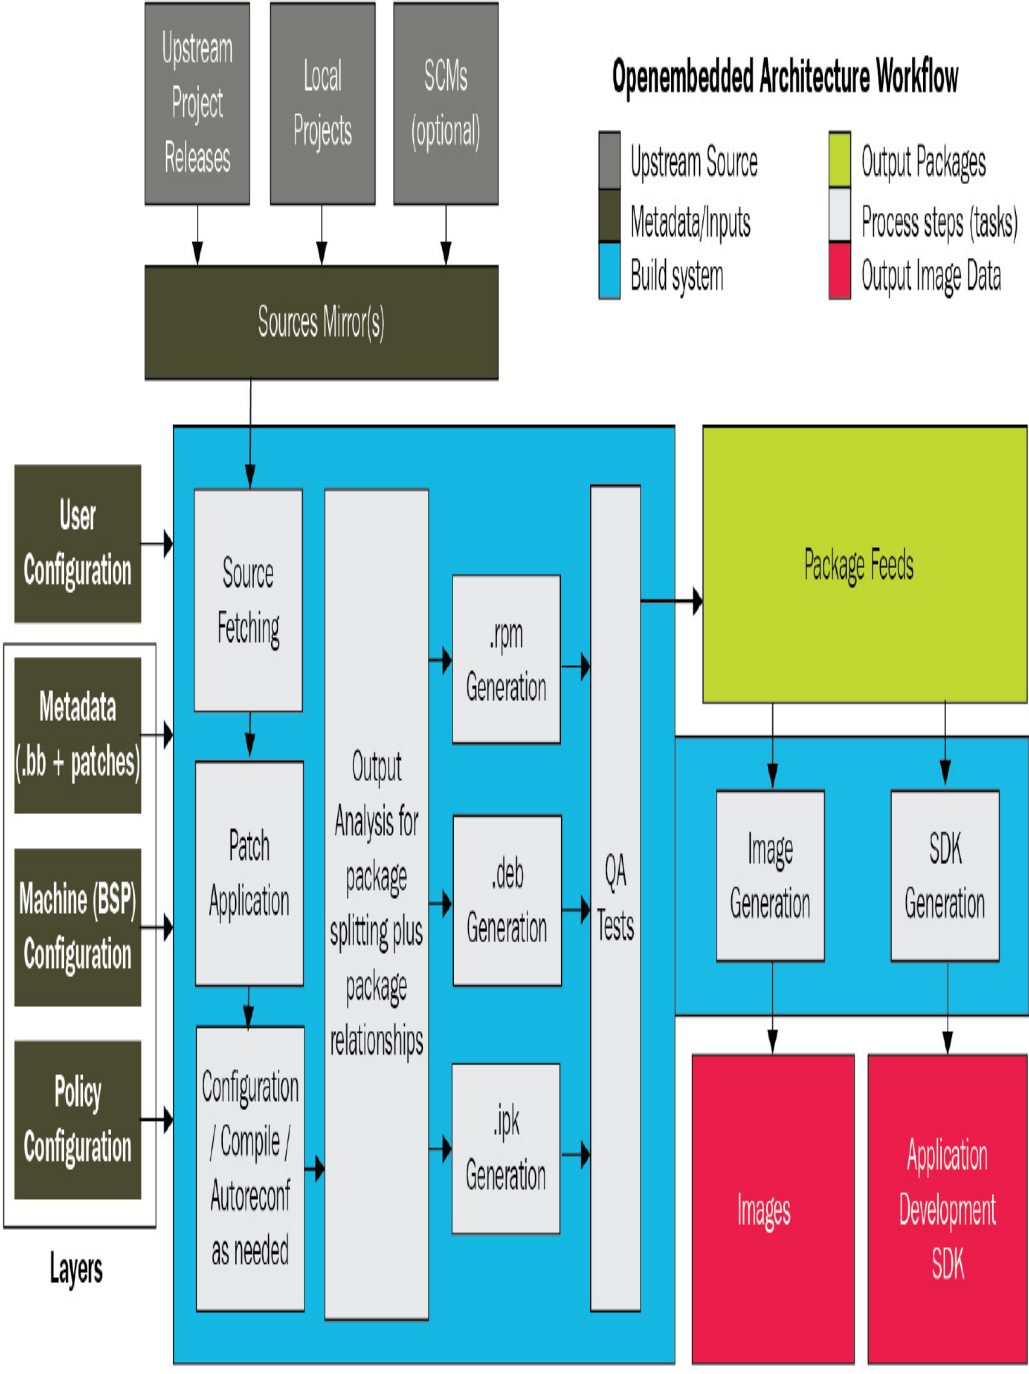 Upstream
Project
Releases
Local
Projects
SCMs
(optional)
Openembedded Architecture Workflow
Upstream Source
Metadata/Inputs
Build system
Output Packages
Process steps (tasks)
Output Image Data
Sources Mirror(s)
User
Configuration
Metadata
(.bb + patches)
Machine (BSP)
Configuration
Policy
Configuration
Layers
Source
Fetching
Patch
Application
Configuration
/ Compile /
Autoreconf
as needed
Output
Analysis for
package
splitting plus
package
relationships
.rpm
Generation
.deb
Generation
.ipk
Generation
QA
Tests
Package Feeds
Image
Generation
SDK
Generation
Images
Application
Development
SDK